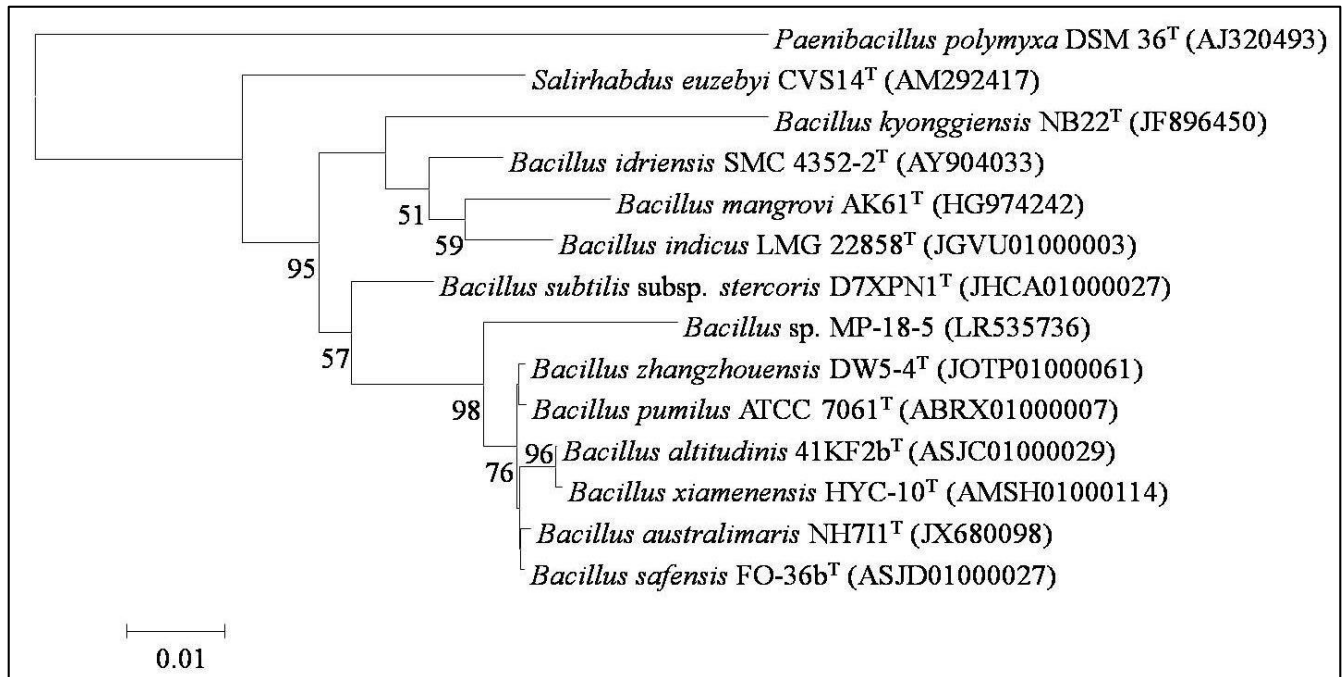 Paenibacillus polymyxa DSM 36ᵀ (AJ320493)
Salirhabdus euzebyi CVS14ᵀ (AM292417)
Bacillus kyonggiensis NB22ᵀ (JF896450)
Bacillus idriensis SMC 4352-2ᵀ (AY904033)
51
Bacillus mangrovi AK61ᵀ (HG974242)
59
Bacillus indicus LMG 22858ᵀ (JGVU01000003)
95
Bacillus subtilis subsp. stercoris D7XPN1ᵀ (JHCA01000027)
Bacillus sp. MP-18-5 (LR535736)
57
Bacillus zhangzhouensis DW5-4ᵀ (JOTP01000061)
98
Bacillus pumilus ATCC 7061ᵀ (ABRX01000007)
96
Bacillus altitudinis 41KF2bᵀ (ASJC01000029)
76
Bacillus xiamenensis HYC-10ᵀ (AMSH01000114)
Bacillus australimaris NH7I1ᵀ (JX680098)
Bacillus safensis FO-36bᵀ (ASJD01000027)
0.01